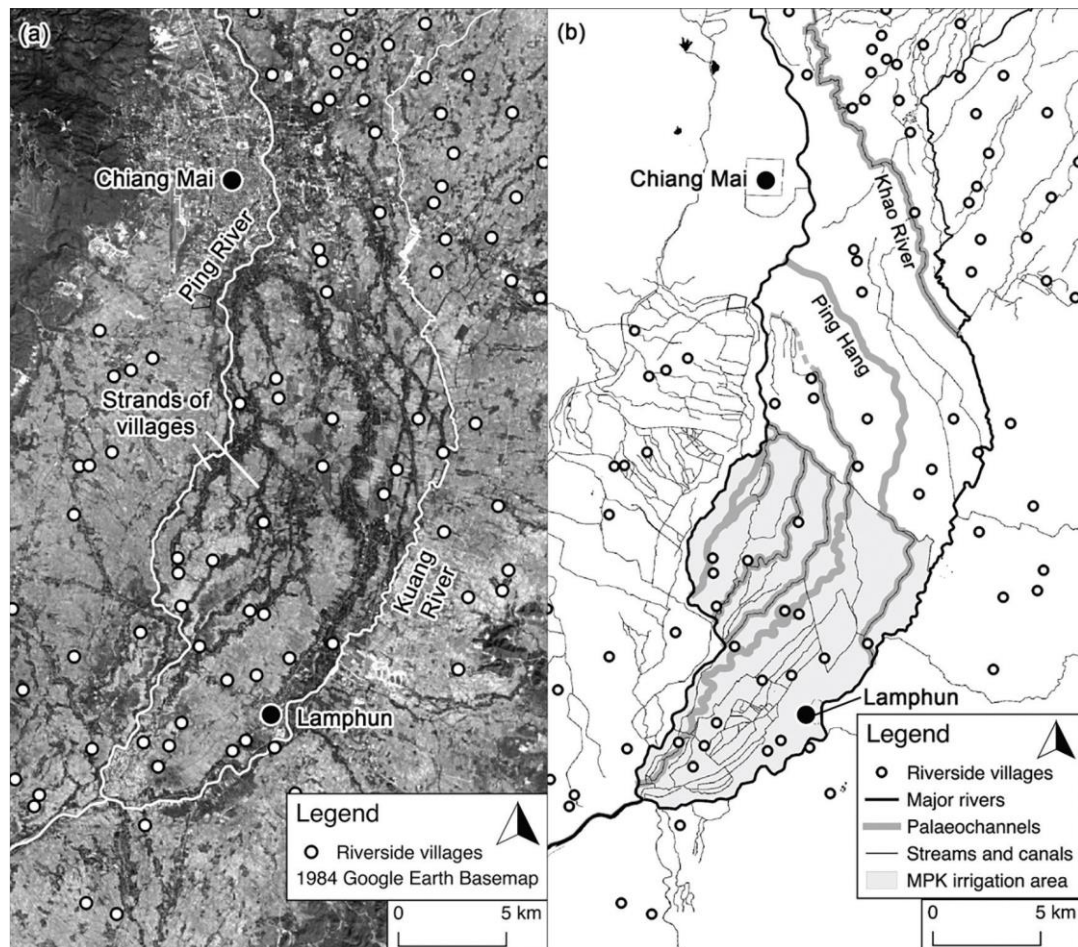 (a)
Chiang Mai
Ping River
Strands of
villages
Kuang
River
Lamphun
Legend
Riverside villages
1984 Google Earth Basemap
0 5 km
(b)
Chiang Mai
Khao River
Ping Hang
Lamphun
Legend
Riverside villages
Major rivers
Palaeochannels
Streams and canals
MPK irrigation area
0 5 km